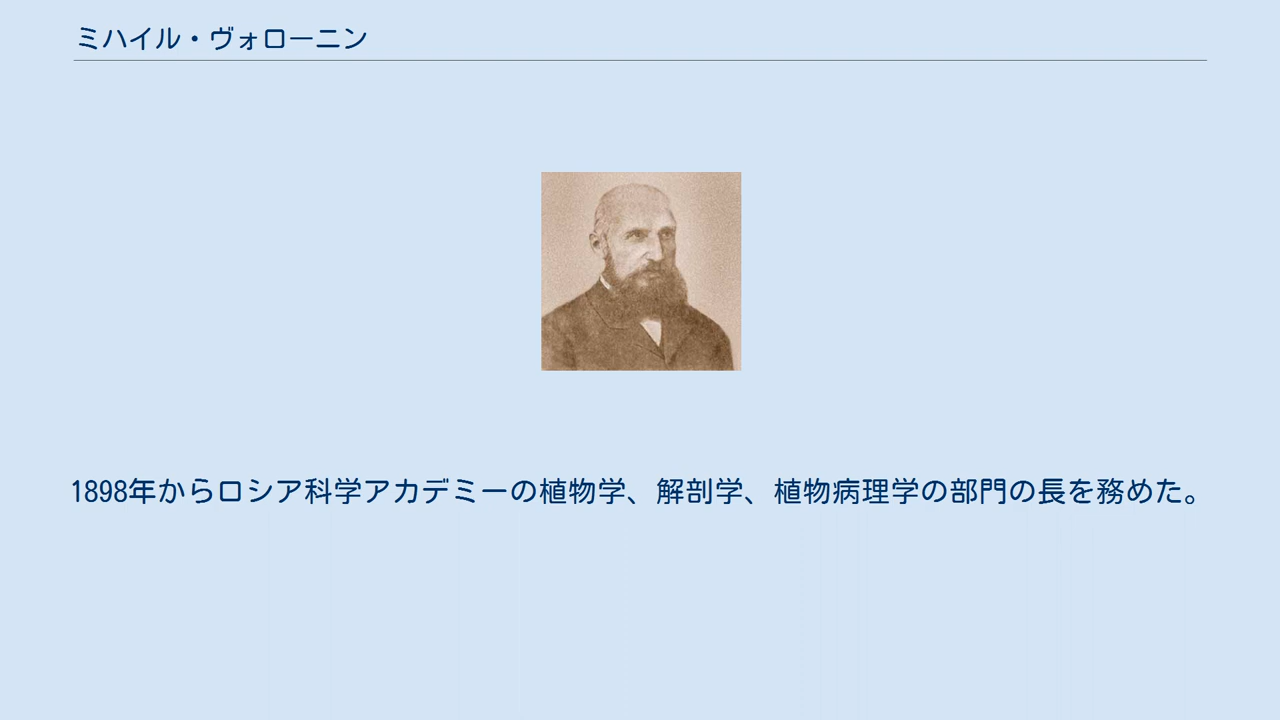 ミハイル・ヴォローニン
1898年からロシア科学アカデミーの植物学、解剖学、植物病理学の部門の長を務めた。